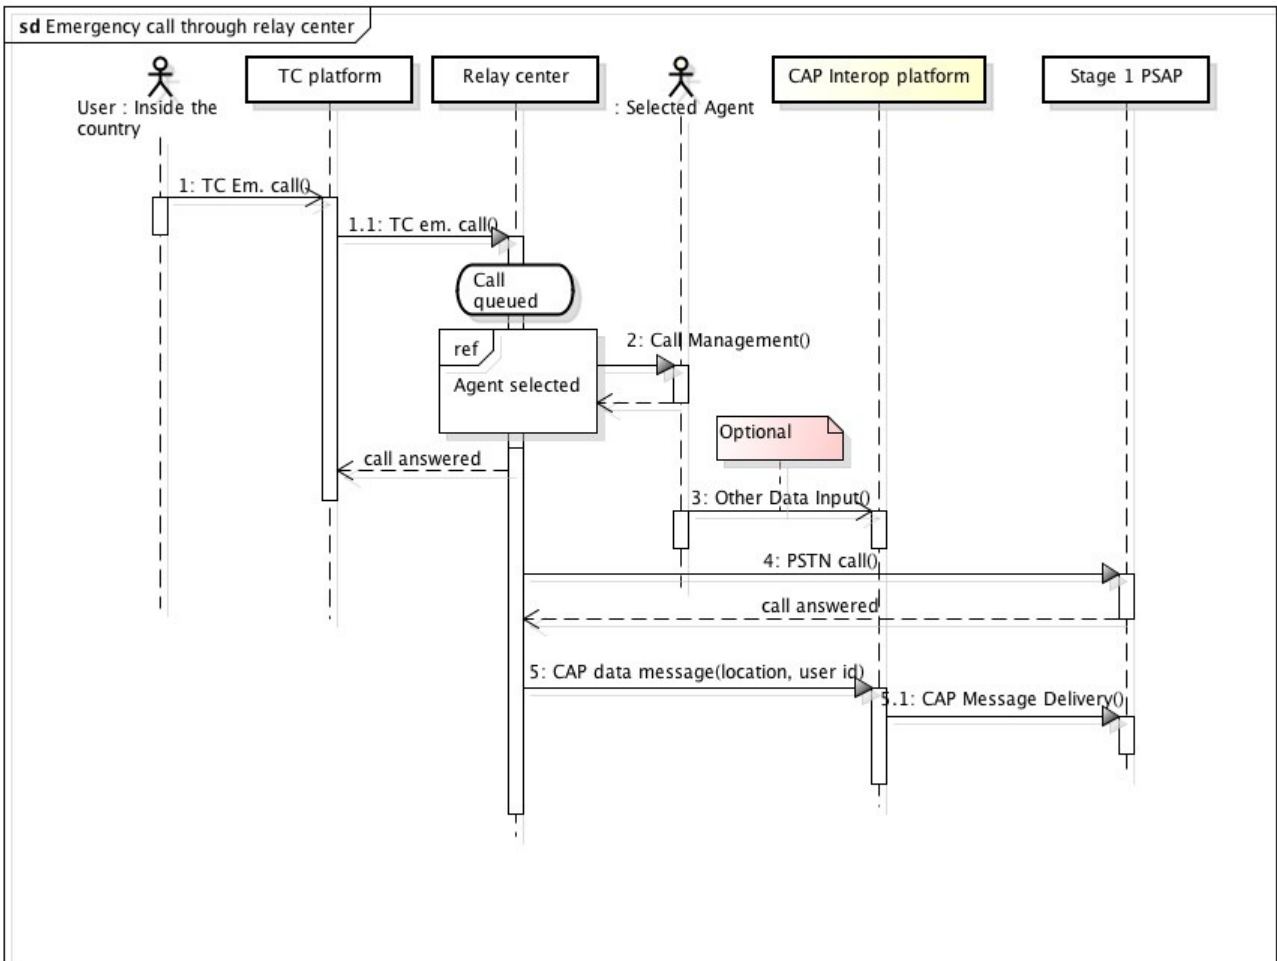 sd Emergency call through relay center
TC platform
Relay center
CAP Interop platform
Stage 1 PSAP
User : Inside the
country
: Selected Agent
1: TC Em. call()
1.1: TC em. call()
Call
queued
ref
Agent selected
2: Call Management()
Optional
call answered
3: Other Data Input()
4: PSTN call()
call answered
5: CAP data message(location, user id)
5.1: CAP Message Delivery()